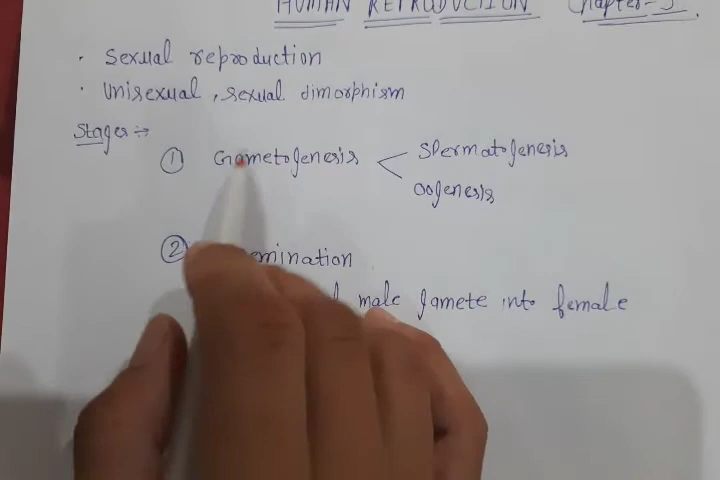 HUMAN REPRODUCTION Chapter-3
· Sexual reproduction
· Unisexual, sexual dimorphism
Stages :->
① Gametogenesis < Spermatogenesis
oogenesis
②
male gamete into female